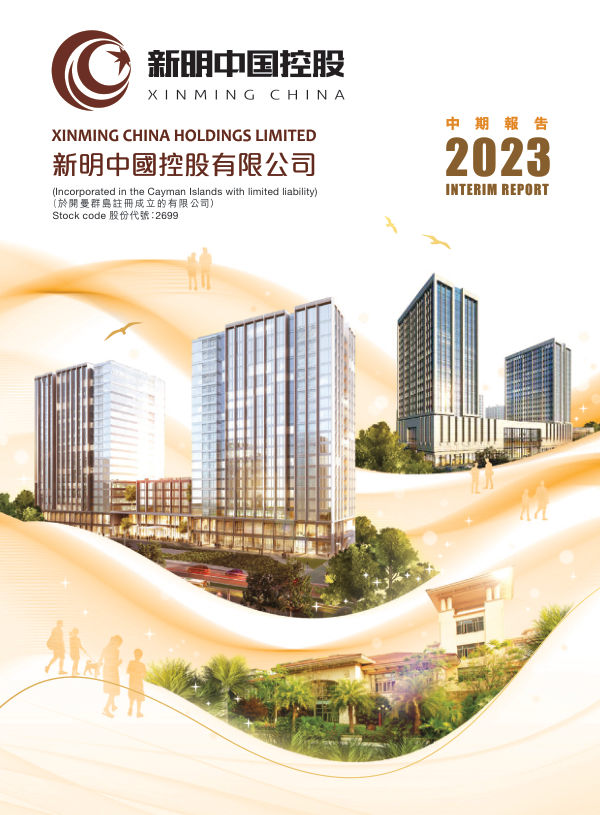 新明中国控股
XINMING CHINA
XINMING CHINA HOLDINGS LIMITED
新明中國控股有限公司
(Incorporated in the Cayman Islands with limited liability)
(於開曼群島註冊成立的有限公司)
Stock code 股份代號：2699
中期報告
2023
INTERIM REPORT